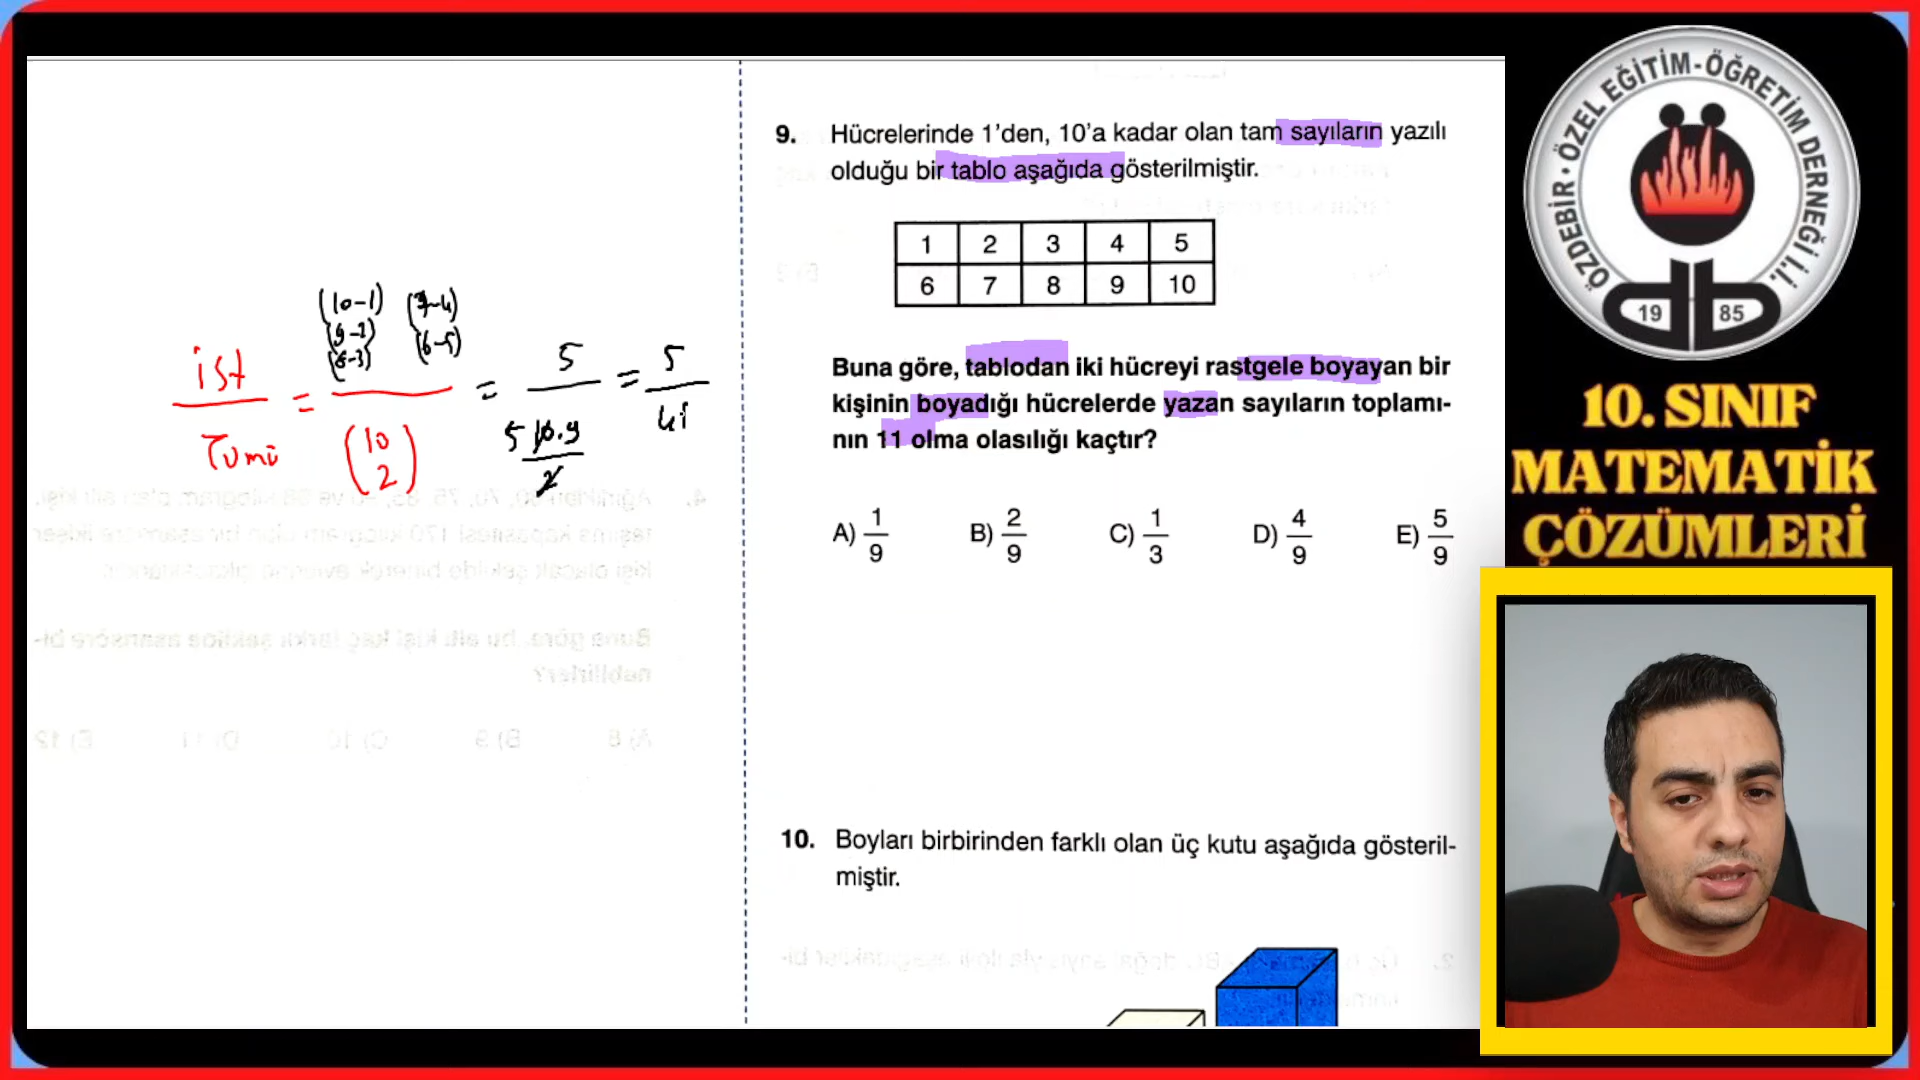 9. Hücrelerinde 1'den, 10'a kadar olan tam sayıların yazılı
olduğu bir tablo aşağıda gösterilmiştir.
1 2 3 4 5
6 7 8 9 10
Buna göre, tablodan iki hücreyi rastgele boyayan bir
kişinin boyadığı hücrelerde yazan sayıların toplamı-
nın 11 olma olasılığı kaçtır?
A) 1/9 B) 2/9 C) 1/3 D) 4/9 E) 5/9
10. Boyları birbirinden farklı olan üç kutu aşağıda gösteril-
miştir.
(10-1) (7-4)
(9-2) (6-5)
(8-3)
ist
Tümü
=
(10
2)
=
5
5 10.9
2
=
5
ÖZDEBİR · ÖZEL EĞİTİM-ÖĞRETİM DERNEĞİ İ.İ.
19 85
10. SINIF
MATEMATİK
ÇÖZÜMLERİ